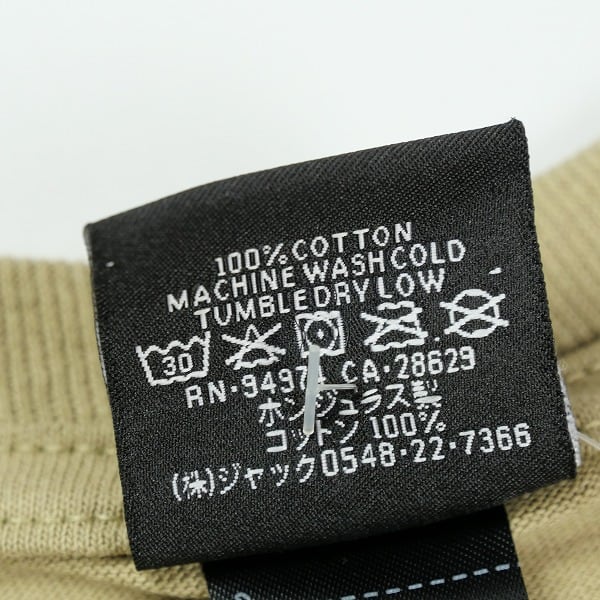 100% COTTON
MACHINE WASH COLD
TUMBLE DRY LOW
30
CA·28629
ホンジュラス製
コットン 100%
(株)ジャック0548·22·7366